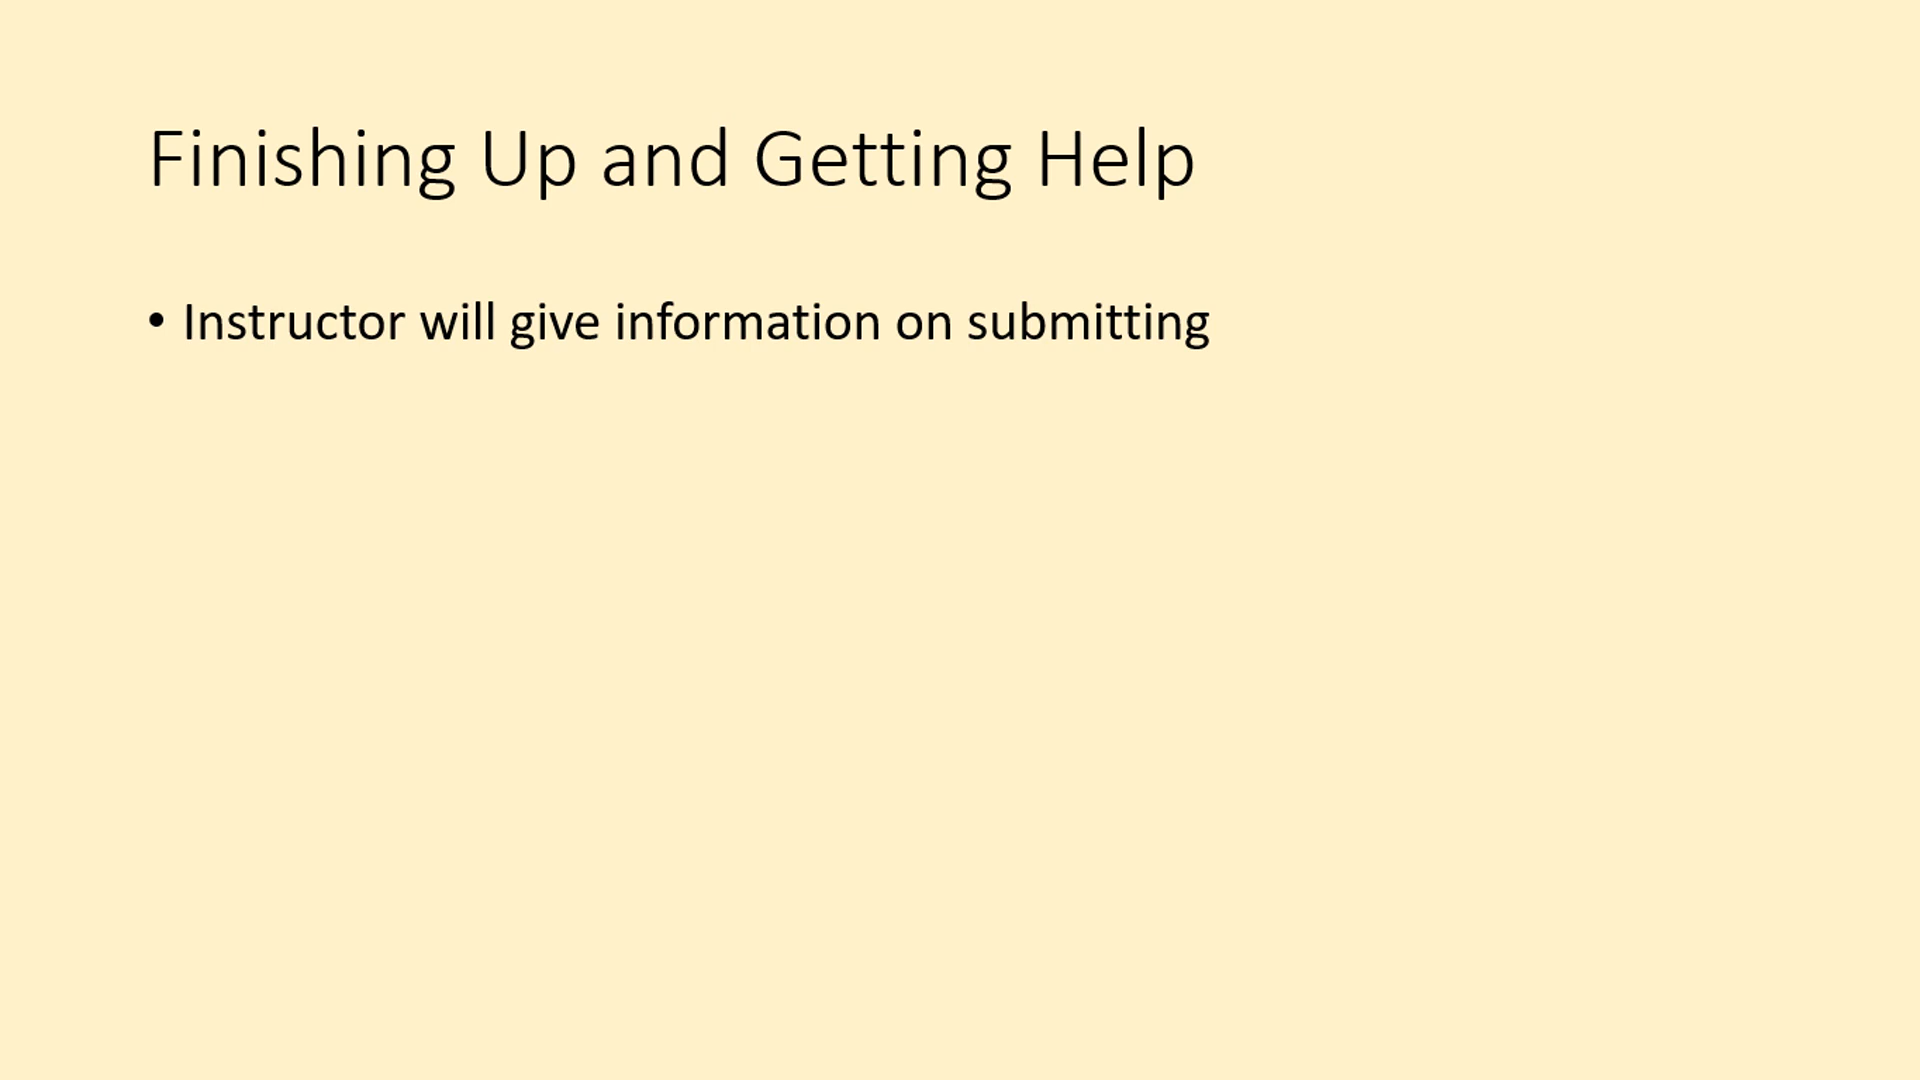 Finishing Up and Getting Help
• Instructor will give information on submitting